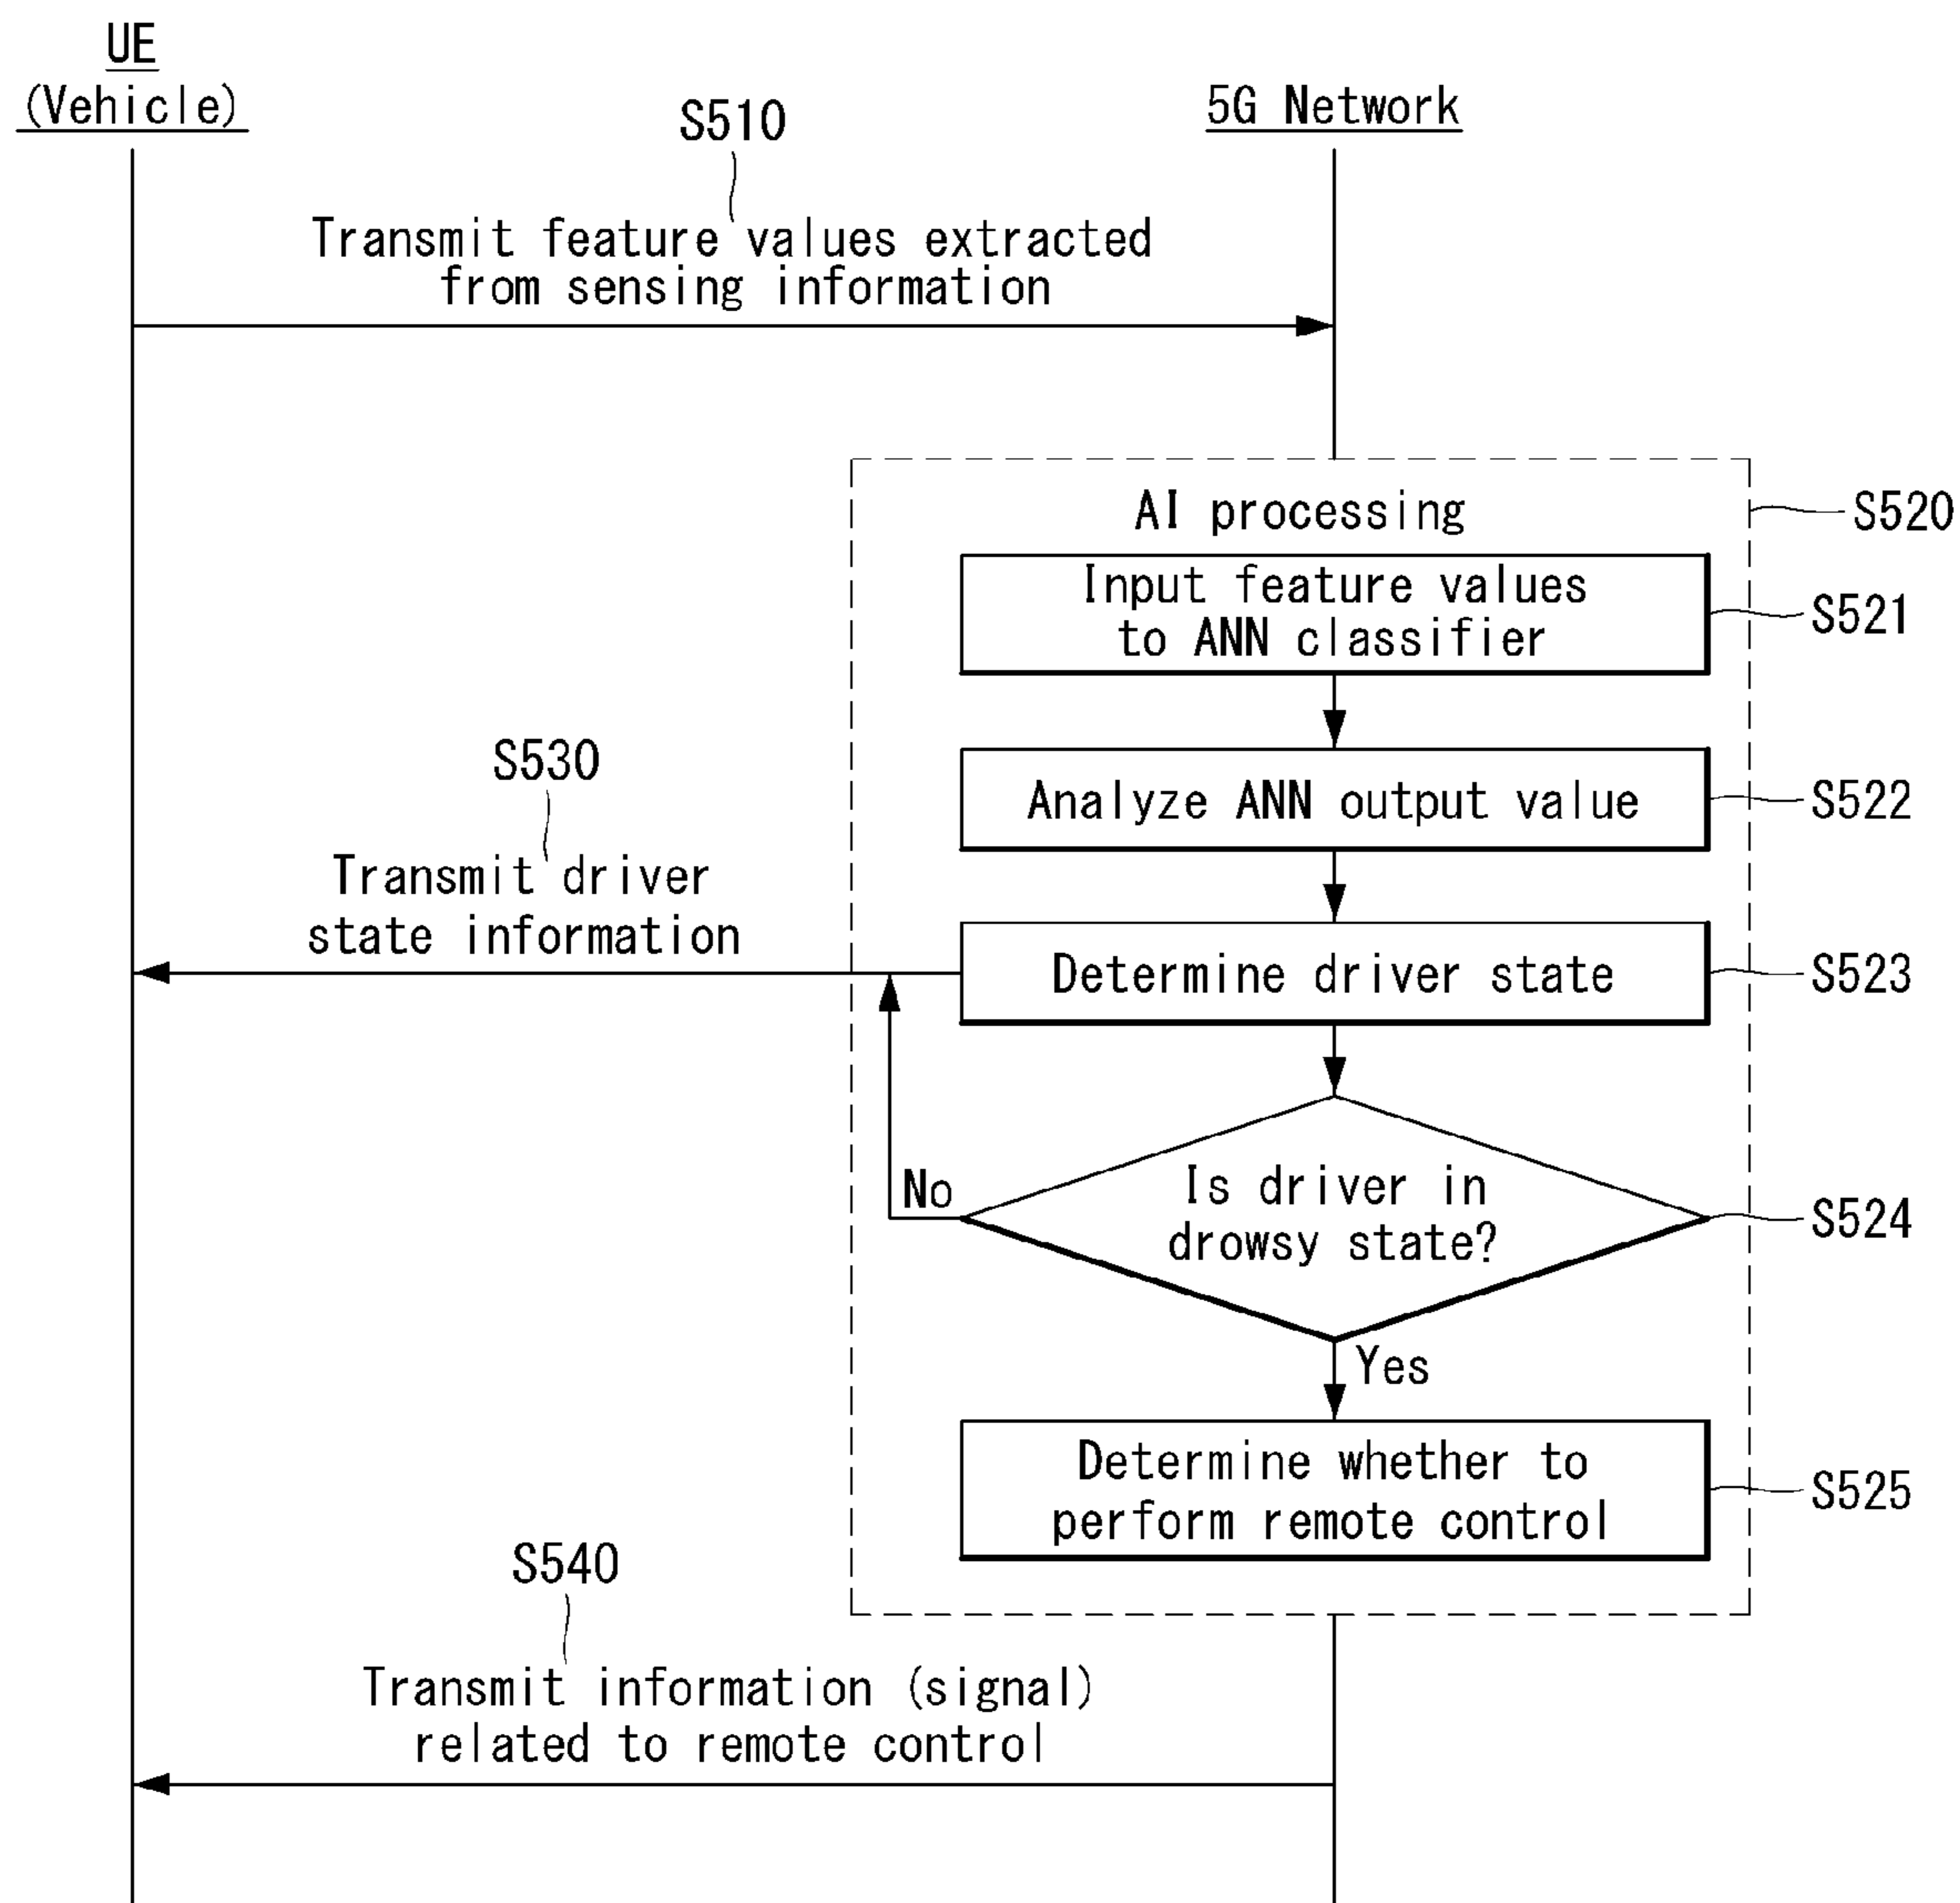 UE
(Vehicle)
5G Network
S510
Transmit feature values extracted
from sensing information
AI processing
S520
Input feature values
to ANN classifier
S521
Analyze ANN output value
S522
S530
Transmit driver
state information
Determine driver state
S523
Is driver in
drowsy state?
No
S524
Yes
Determine whether to
perform remote control
S525
S540
Transmit information (signal)
related to remote control